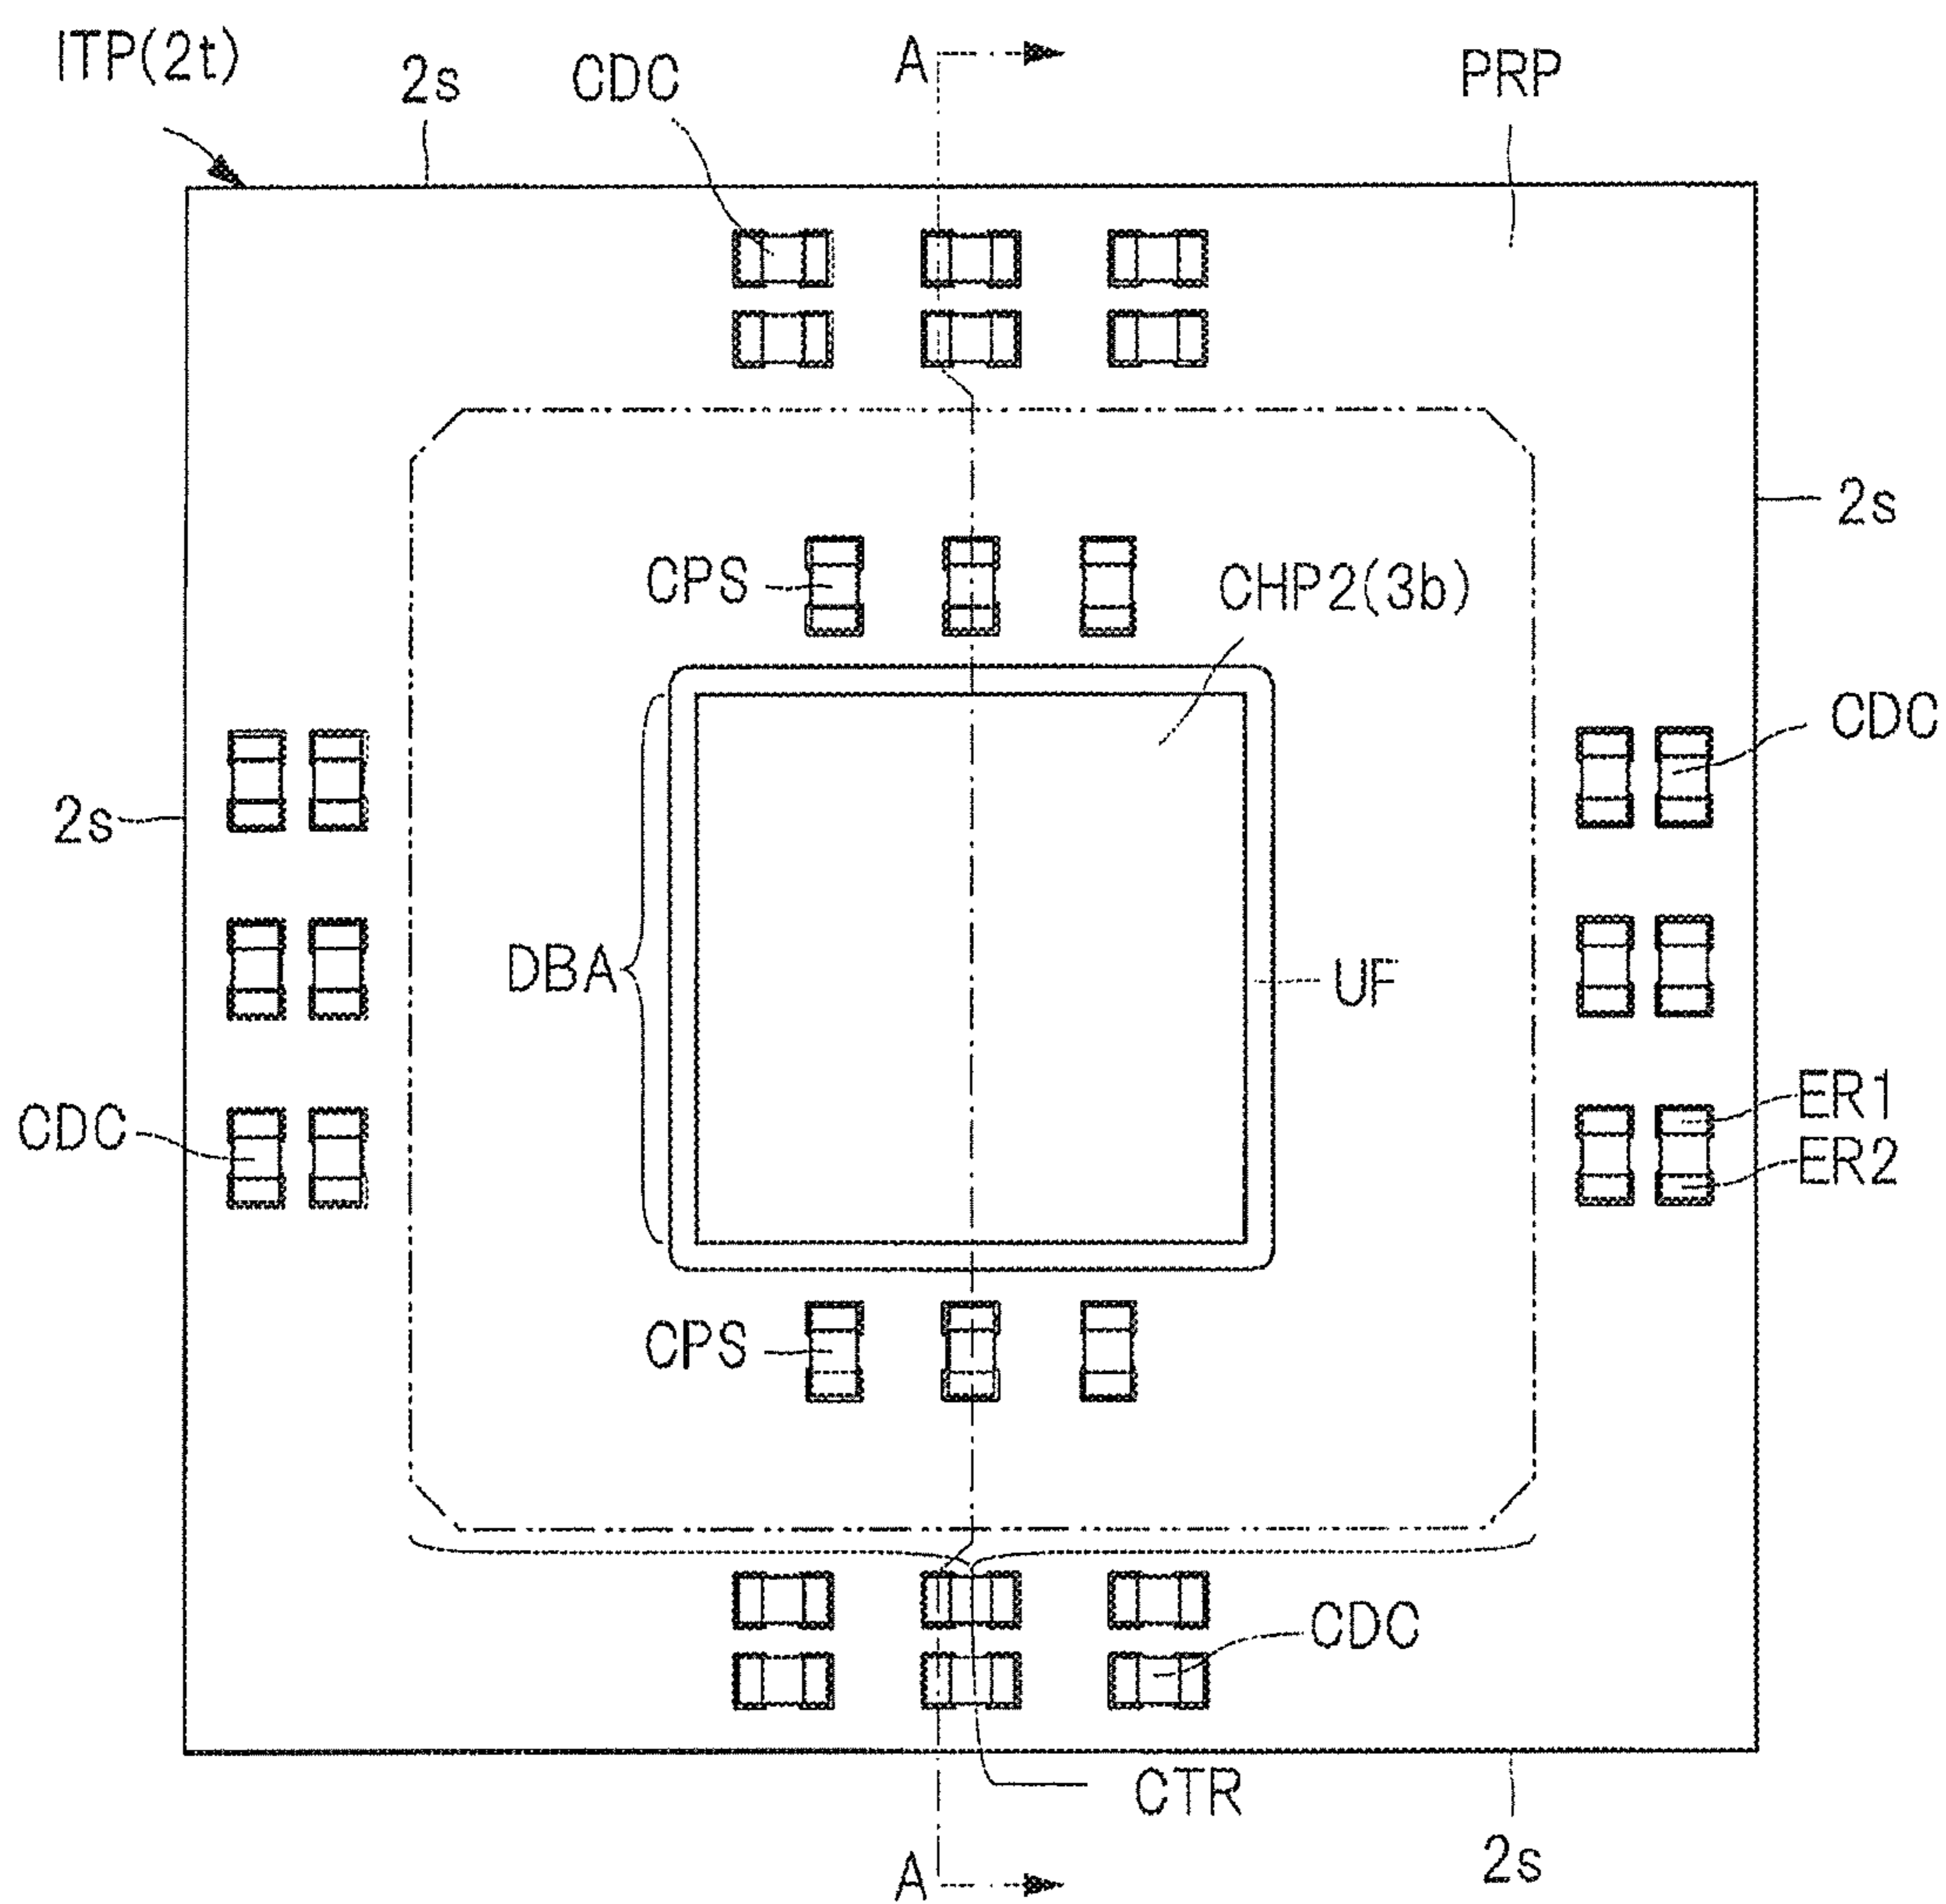 ITP(2t)
2s
CDC
A
PRP
2s
CPS
CHP2(3b)
CDC
2s
DBA
UF
ER1
CDC
ER2
CPS
CDC
CTR
2s
A